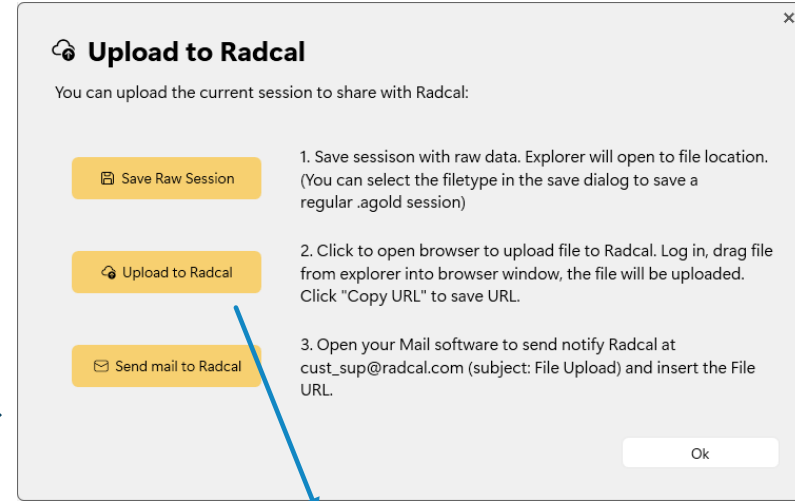 Upload to Radcal
You can upload the current session to share with Radcal:
Save Raw Session
1. Save sessison with raw data. Explorer will open to file location.
(You can select the filetype in the save dialog to save a
regular .agold session)
Upload to Radcal
2. Click to open browser to upload file to Radcal. Log in, drag file
from explorer into browser window, the file will be uploaded.
Click "Copy URL" to save URL.
Send mail to Radcal
3. Open your Mail software to send notify Radcal at
cust_sup@radcal.com (subject: File Upload) and insert the File
URL.
Ok